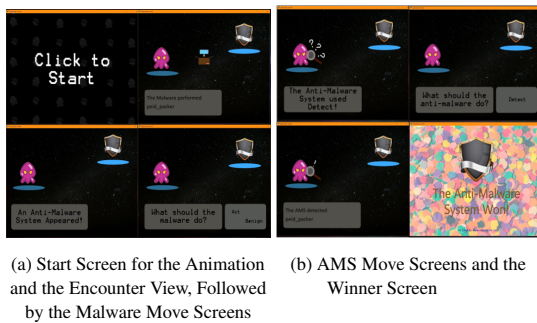 Click to
Start
The Malware performed
peid_packer
An Anti-Malware
System Appeared!
What should the
malware do?
Act
Benign
(a) Start Screen for the Animation
and the Encounter View, Followed
by the Malware Move Screens
? ? ?
The Anti-Malware
System used
Detect!
What should the
anti-malware do?
Detect
!
The AMS detected
peid_packer
The Anti-Malware
System Won!
(b) AMS Move Screens and the
Winner Screen